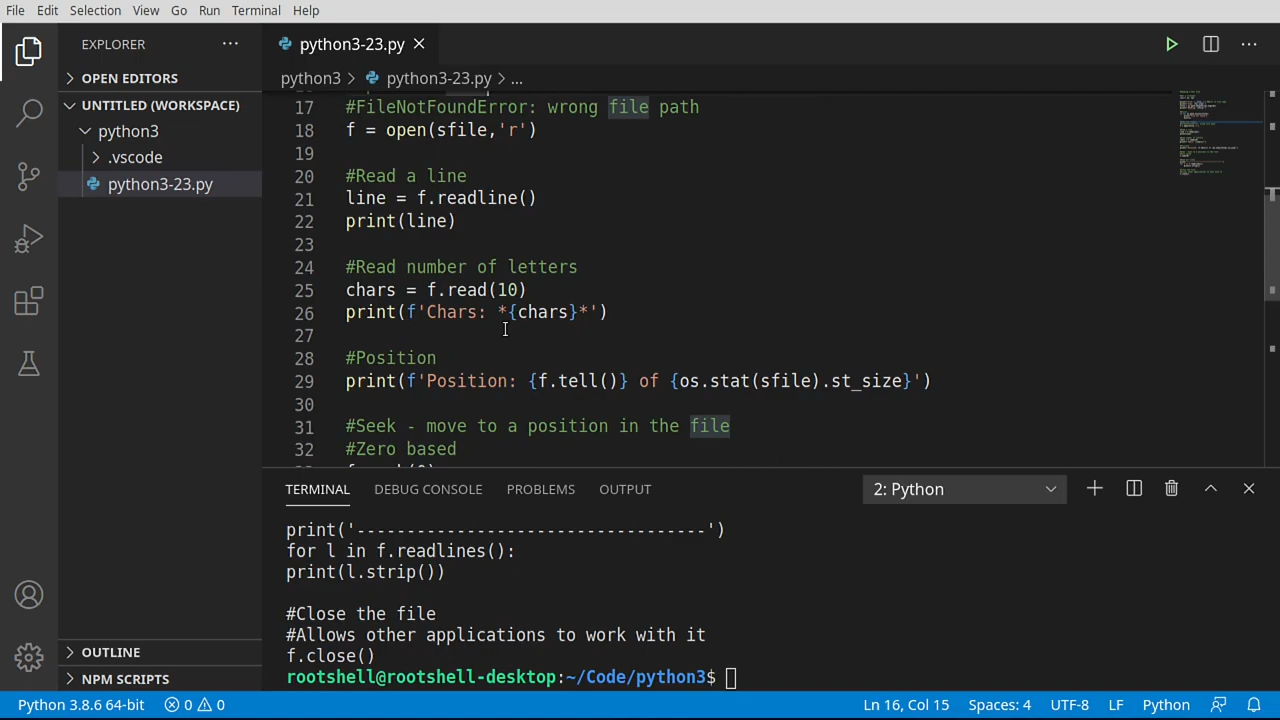 File Edit Selection View Go Run Terminal Help
EXPLORER
python3-23.py
OPEN EDITORS
python3 > python3-23.py > ...
UNTITLED (WORKSPACE)
python3
.vscode
python3-23.py
17 #FileNotFoundError: wrong file path
18 f = open(sfile,'r')
19
20 #Read a line
21 line = f.readline()
22 print(line)
23
24 #Read number of letters
25 chars = f.read(10)
26 print(f'Chars: *{chars}*')
27
28 #Position
29 print(f'Position: {f.tell()} of {os.stat(sfile).st_size}')
30
31 #Seek - move to a position in the file
32 #Zero based
TERMINAL DEBUG CONSOLE PROBLEMS OUTPUT 2: Python
print('-----------------------------------')
for l in f.readlines():
print(l.strip())
#Close the file
#Allows other applications to work with it
f.close()
rootshell@rootshell-desktop:~/Code/python3$
OUTLINE
NPM SCRIPTS
Python 3.8.6 64-bit 0 0 Ln 16, Col 15 Spaces: 4 UTF-8 LF Python